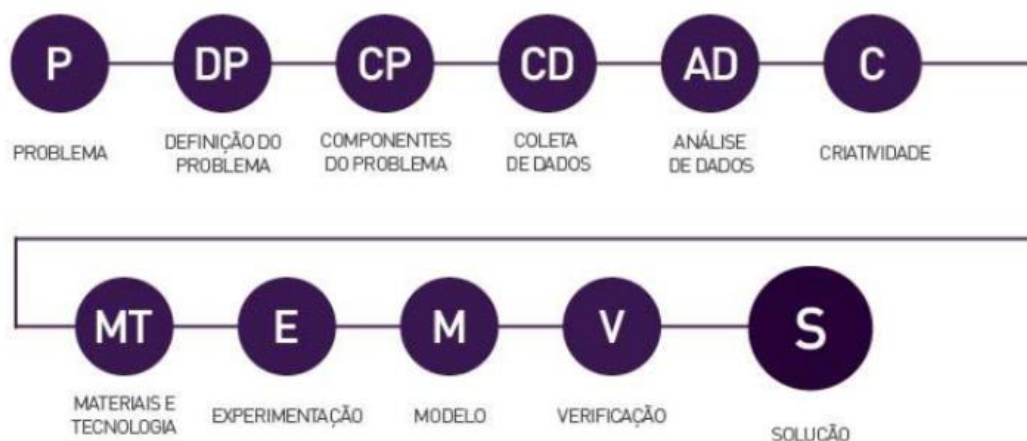 P
DP
CP
CD
AD
C
PROBLEMA
DEFINIÇÃO DO
PROBLEMA
COMPONENTES
DO PROBLEMA
COLETA
DE DADOS
ANÁLISE
DE DADOS
CRIATIVIDADE
MT
E
M
V
S
MATERIAIS E
TECNOLOGIA
EXPERIMENTAÇÃO
MODELO
VERIFICAÇÃO
SOLUÇÃO